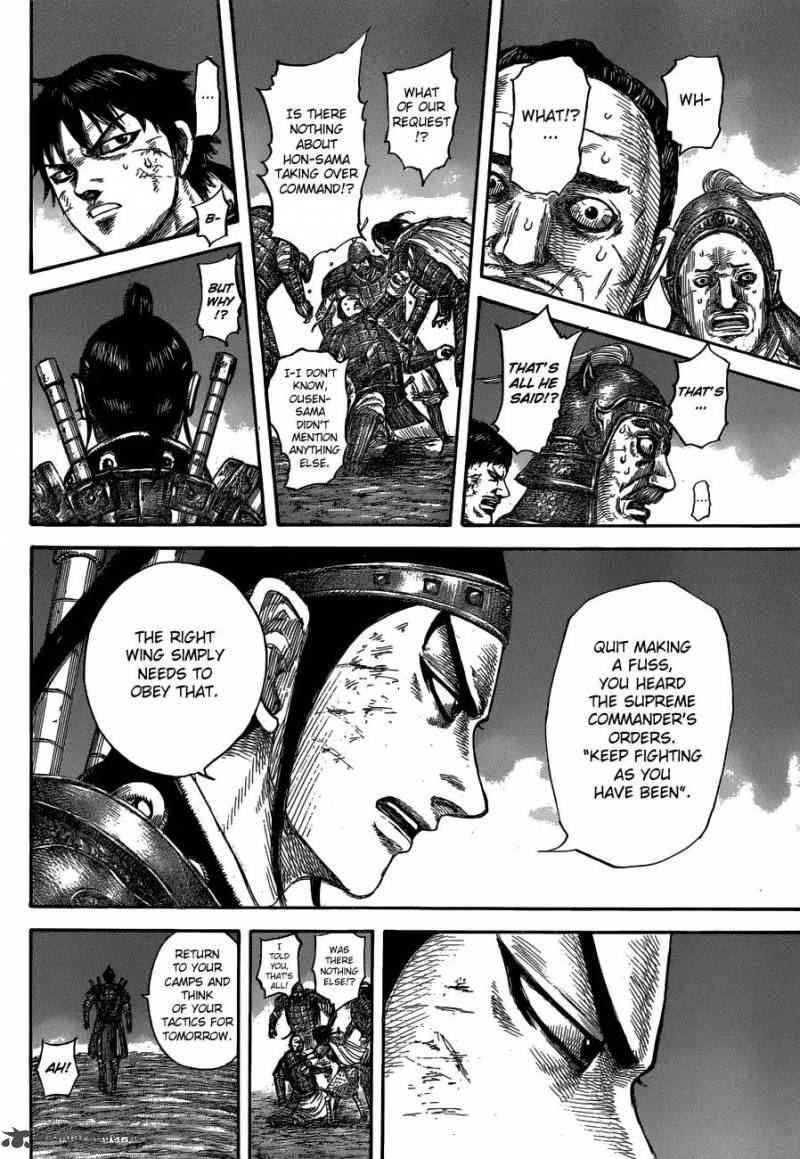 WH-
WHAT!?
...
WHAT
OF OUR
REQUEST
!?
IS THERE
NOTHING
ABOUT
HON-SAMA
TAKING OVER
COMMAND!?
I-I DON'T
KNOW,
OUSEN-
SAMA
DIDN'T
MENTION
ANYTHING
ELSE.
...
B-
THAT'S
...
THAT'S
ALL HE
SAID!?
...
BUT
WHY
!?
QUIT MAKING
A FUSS,
YOU HEARD
THE SUPREME
COMMANDER'S
ORDERS.
"KEEP FIGHTING
AS YOU
HAVE BEEN".
THE RIGHT
WING SIMPLY
NEEDS TO
OBEY THAT.
WAS
THERE
NOTHING
ELSE!?
I
TOLD
YOU,
THAT'S
ALL!
RETURN
TO YOUR
CAMPS AND
THINK
OF YOUR
TACTICS FOR
TOMORROW.
AH!